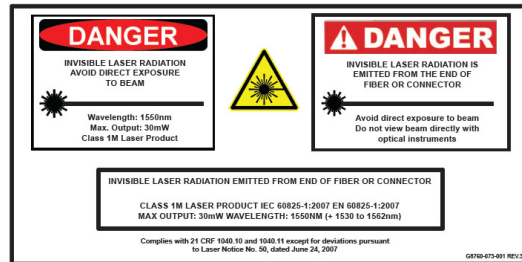 DANGER
INVISIBLE LASER RADIATION
AVOID DIRECT EXPOSURE
TO BEAM
Wavelength: 1550nm
Max. Output: 30mW
Class 1M Laser Product
DANGER
INVISIBLE LASER RADIATION IS
EMITTED FROM THE END OF
FIBER OR CONNECTOR
Avoid direct exposure to beam
Do not view beam directly with
optical instruments
INVISIBLE LASER RADIATION EMITTED FROM END OF FIBER OR CONNECTOR
CLASS 1M LASER PRODUCT IEC 60825-1:2007 EN 60825-1:2007
MAX OUTPUT: 30mW WAVELENGTH: 1550NM (+ 1530 to 1562nm)
Complies with 21 CRF 1040.10 and 1040.11 except for deviations pursuant
to Laser Notice No. 50, dated June 24, 2007
G8760-073-001 REV.3